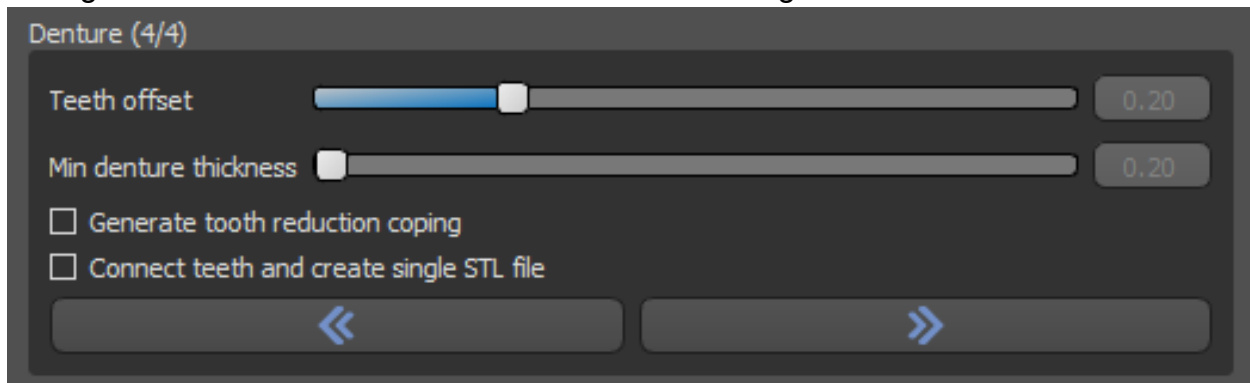 Denture (4/4)
Teeth offset 0.20
Min denture thickness 0.20
Generate tooth reduction coping
Connect teeth and create single STL file